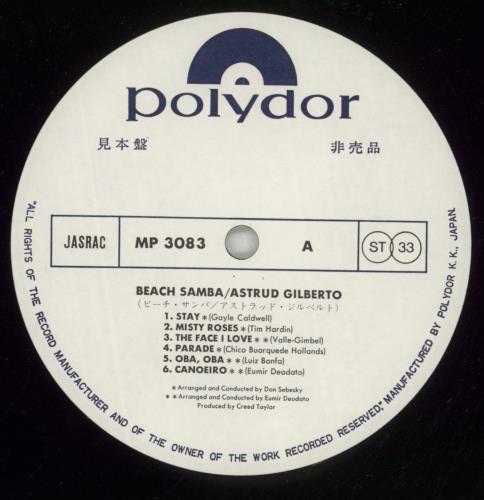 polydor
見本盤 非売品
JASRAC MP 3083 A ST 33
BEACH SAMBA/ASTRUD GILBERTO
(ビーチ・サンバ/アストラッド・ジルベルト)
1. STAY * (Gayle Caldwell)
2. MISTY ROSES * (Tim Hardin)
3. THE FACE I LOVE * * (Valle-Gimbel)
4. PARADE * (Chico Buarquede Hollands)
5. OBA, OBA * * (Luiz Bonfa)
6. CANOEIRO * * (Eumir Deodato)
* Arranged and Conducted by Don Sebesky
* * Arranged and Conducted by Eumir Deodato
Produced by Creed Taylor
"ALL RIGHTS OF THE RECORD MANUFACTURER AND OF THE OWNER OF THE WORK RECORDED RESERVED," MANUFACTURED BY POLYDOR K. K., JAPAN.